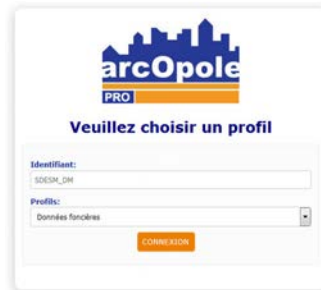 arcOpole
PRO
Veuillez choisir un profil
Identifiant:
SDESM_DM
Profils:
Données foncières
CONNEXION